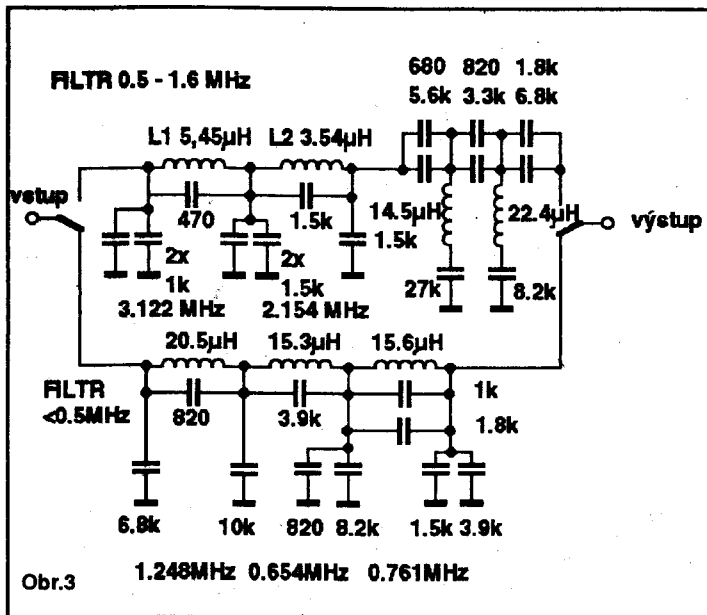 FILTR 0.5 - 1.6 MHz
680 820 1.8k
5.6k 3.3k 6.8k
L1 5,45µH L2 3.54µH
vstup
470
1.5k
14.5µH
22.4µH
výstup
2x
1k
2x
1.5k
1.5k
27k
8.2k
3.122 MHz 2.154 MHz
20.5µH 15.3µH 15.6µH
FILTR
<0.5MHz
820
3.9k
1k
1.8k
6.8k
10k
820 8.2k
1.5k 3.9k
1.248MHz 0.654MHz 0.761MHz
Obr.3